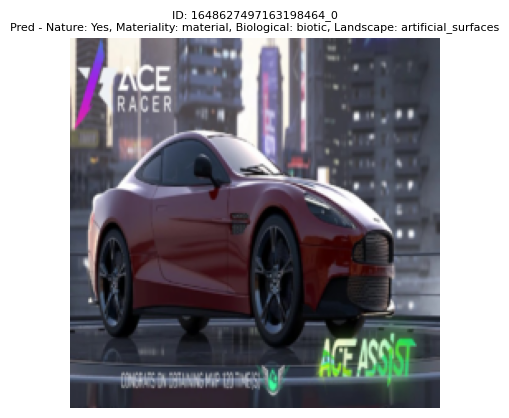 ID: 1648627497163198464_0
Pred - Nature: Yes, Materiality: material, Biological: biotic, Landscape: artificial_surfaces
ACE
RACER
ACE ASSIST
CONGRATS ON OBTAINING MVP 120 TIME(S)